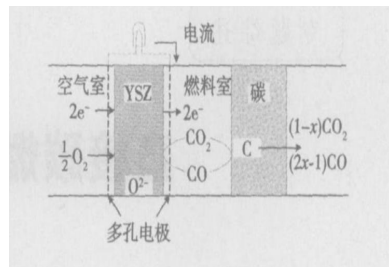 电流
空气室 YSZ 燃料室 碳
2e⁻ 2e⁻
CO₂ (1-x)CO₂
½O₂ C
CO (2x-1)CO
O²⁻
多孔电极